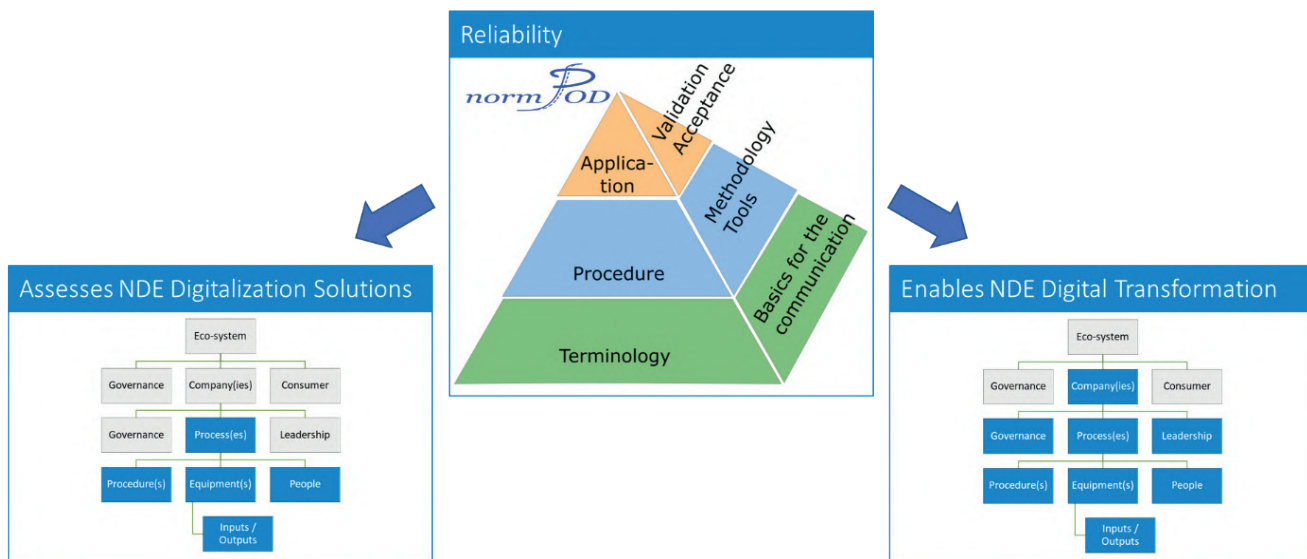 Reliability
normPOD
Validation
Acceptance
Applica-
tion
Methodology
Tools
Procedure
Basics for the
communication
Terminology
Assesses NDE Digitalization Solutions
Eco-system
Governance
Company(ies)
Consumer
Governance
Process(es)
Leadership
Procedure(s)
Equipment(s)
People
Inputs /
Outputs
Enables NDE Digital Transformation
Eco-system
Governance
Company(ies)
Consumer
Governance
Process(es)
Leadership
Procedure(s)
Equipment(s)
People
Inputs /
Outputs